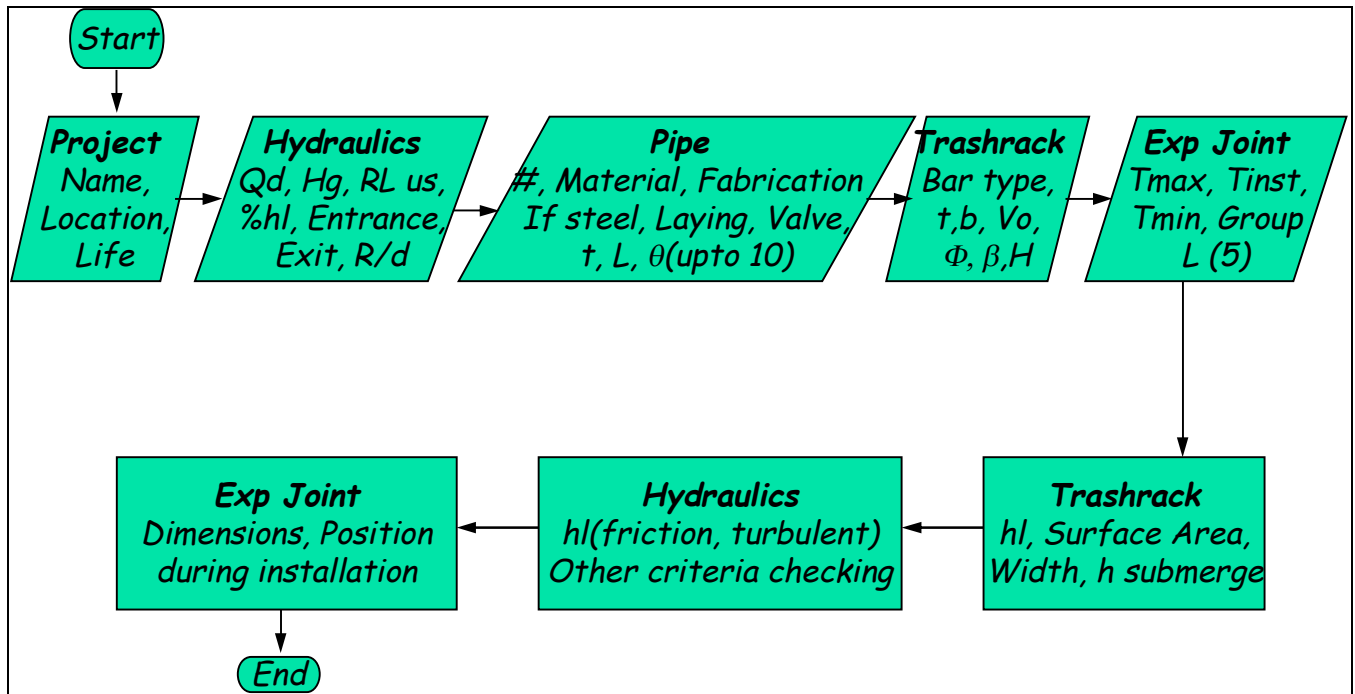 Start
Project
Name,
Location,
Life
Hydraulics
Qd, Hg, RL us,
%hl, Entrance,
Exit, R/d
Pipe
#, Material, Fabrication
If steel, Laying, Valve,
t, L, θ(upto 10)
Trashrack
Bar type,
t,b, Vo,
Φ, β,H
Exp Joint
Tmax, Tinst,
Tmin, Group
L (5)
Trashrack
hl, Surface Area,
Width, h submerge
Hydraulics
hl(friction, turbulent)
Other criteria checking
Exp Joint
Dimensions, Position
during installation
End